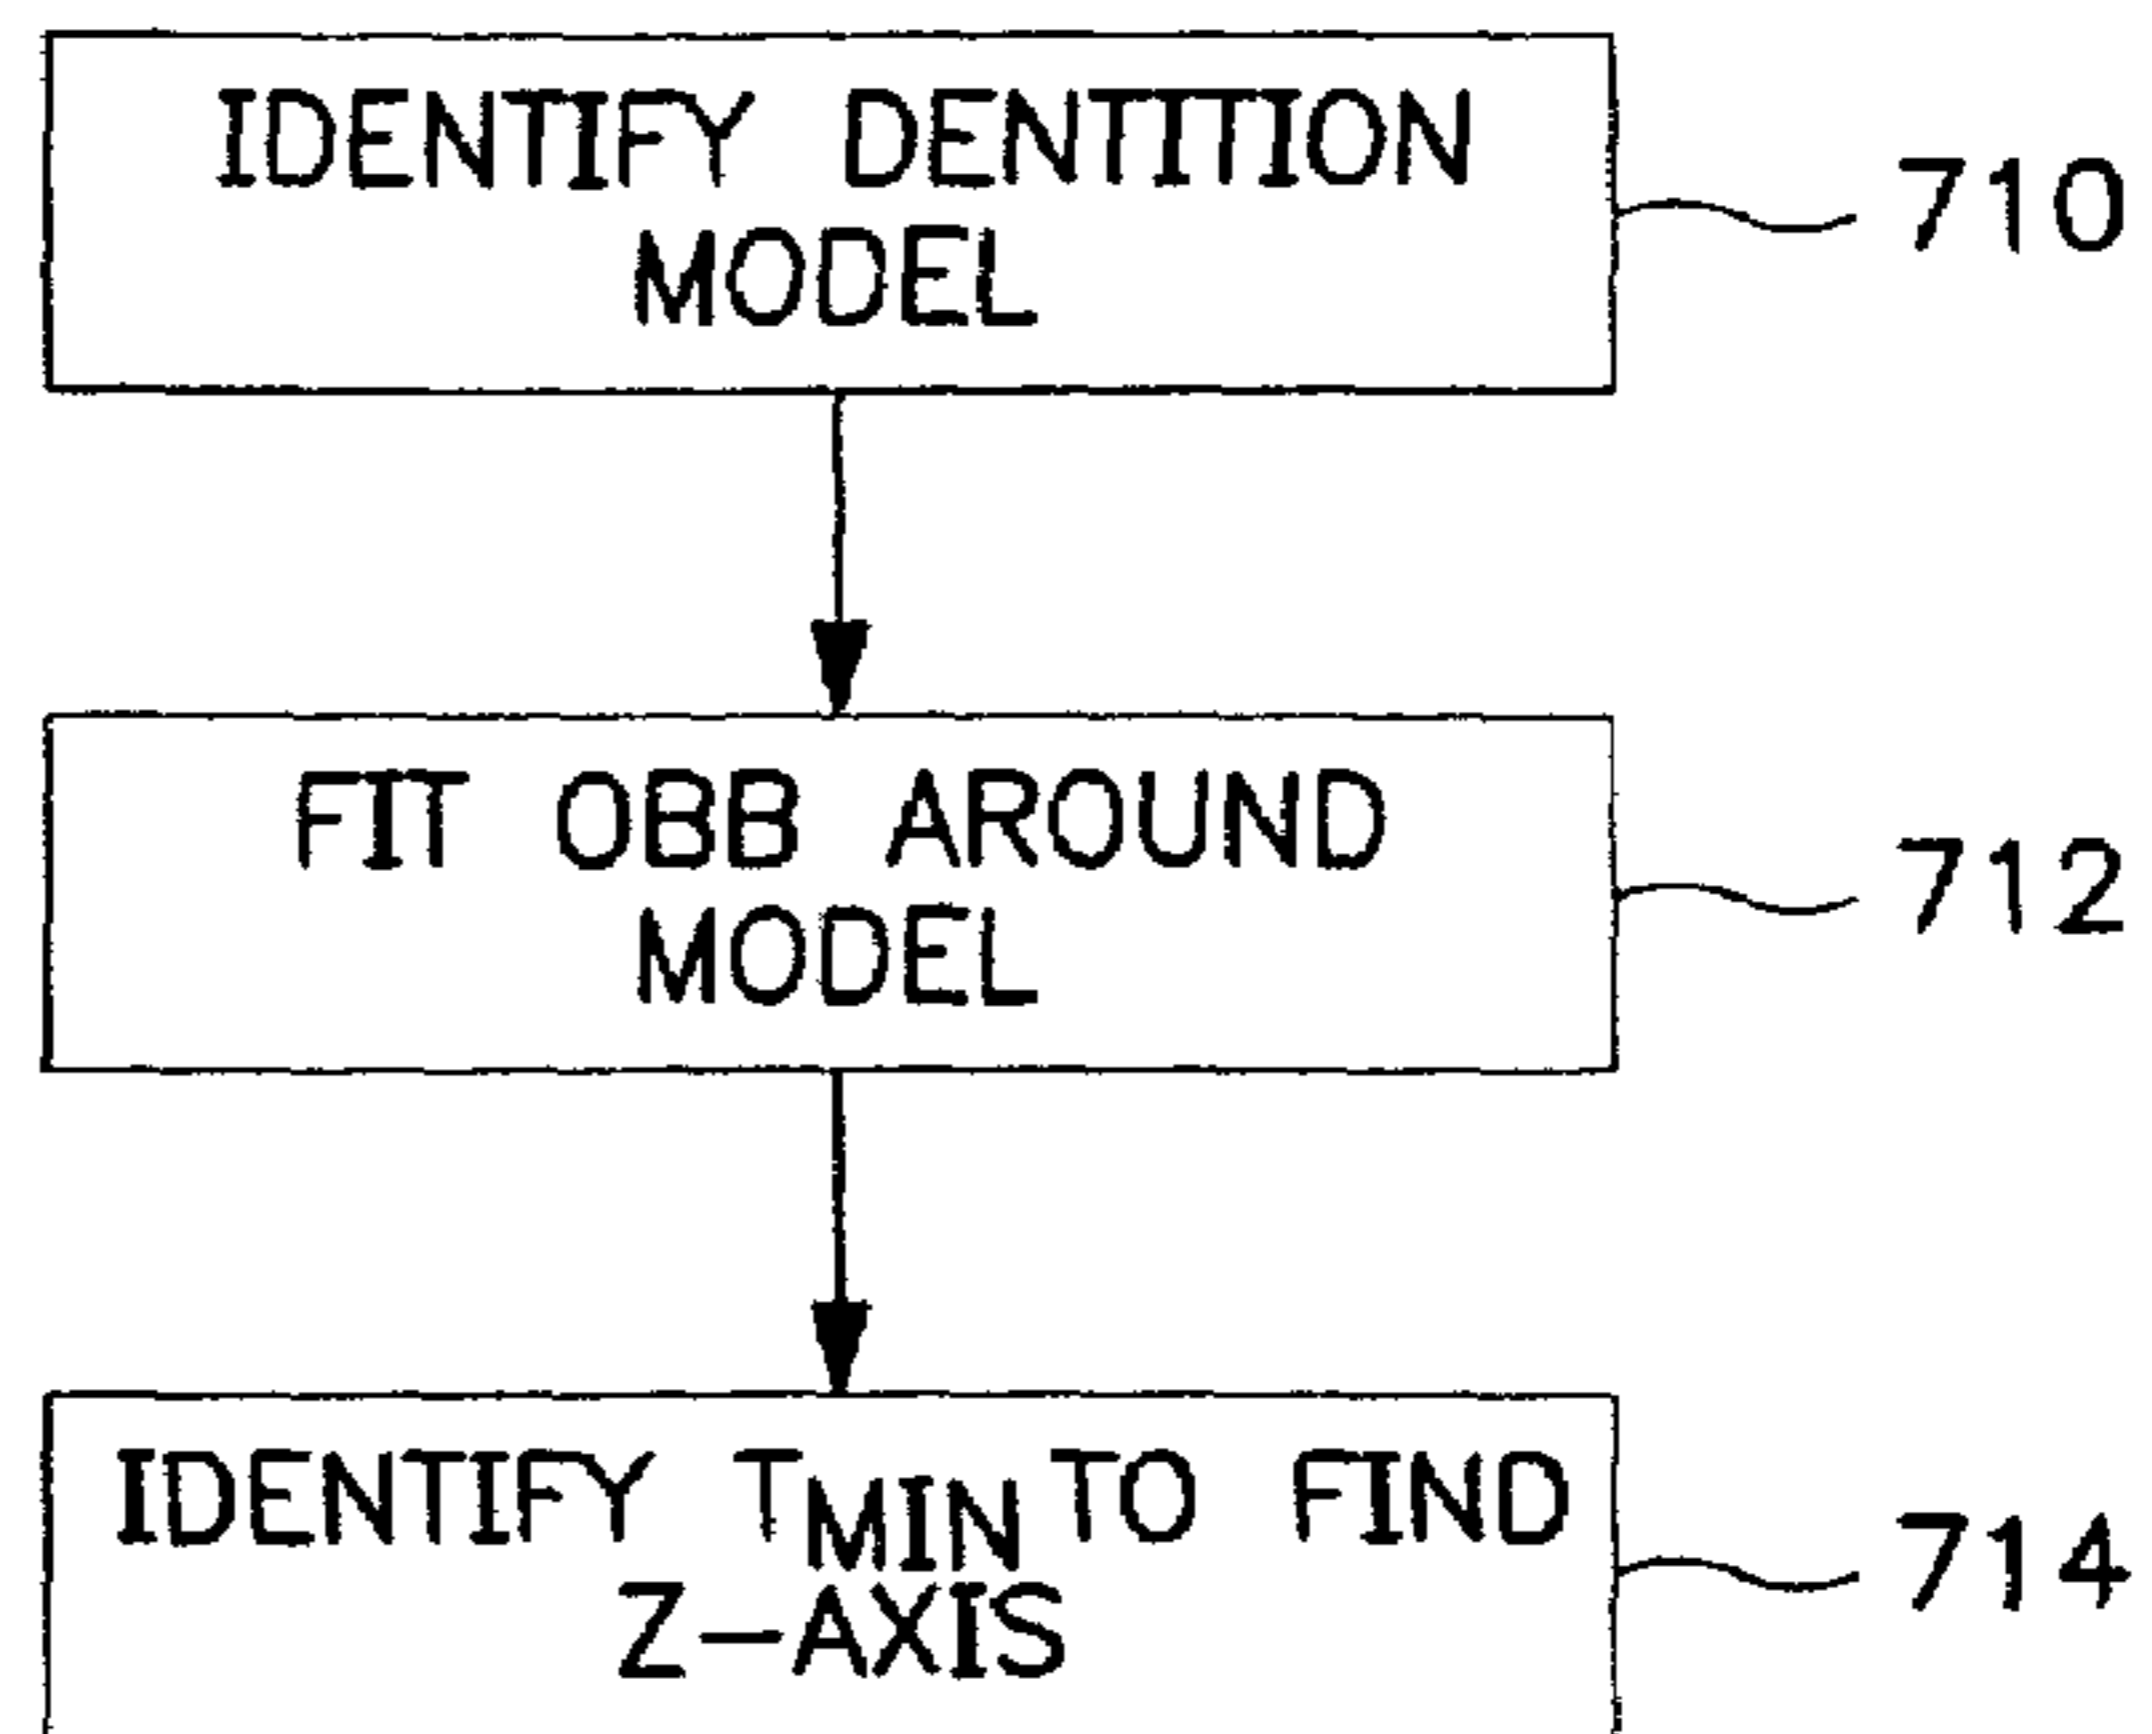 IDENTIFY DENTITION
MODEL
710
FIT OBB AROUND
MODEL
712
IDENTIFY TMIN TO FIND
Z-AXIS
714